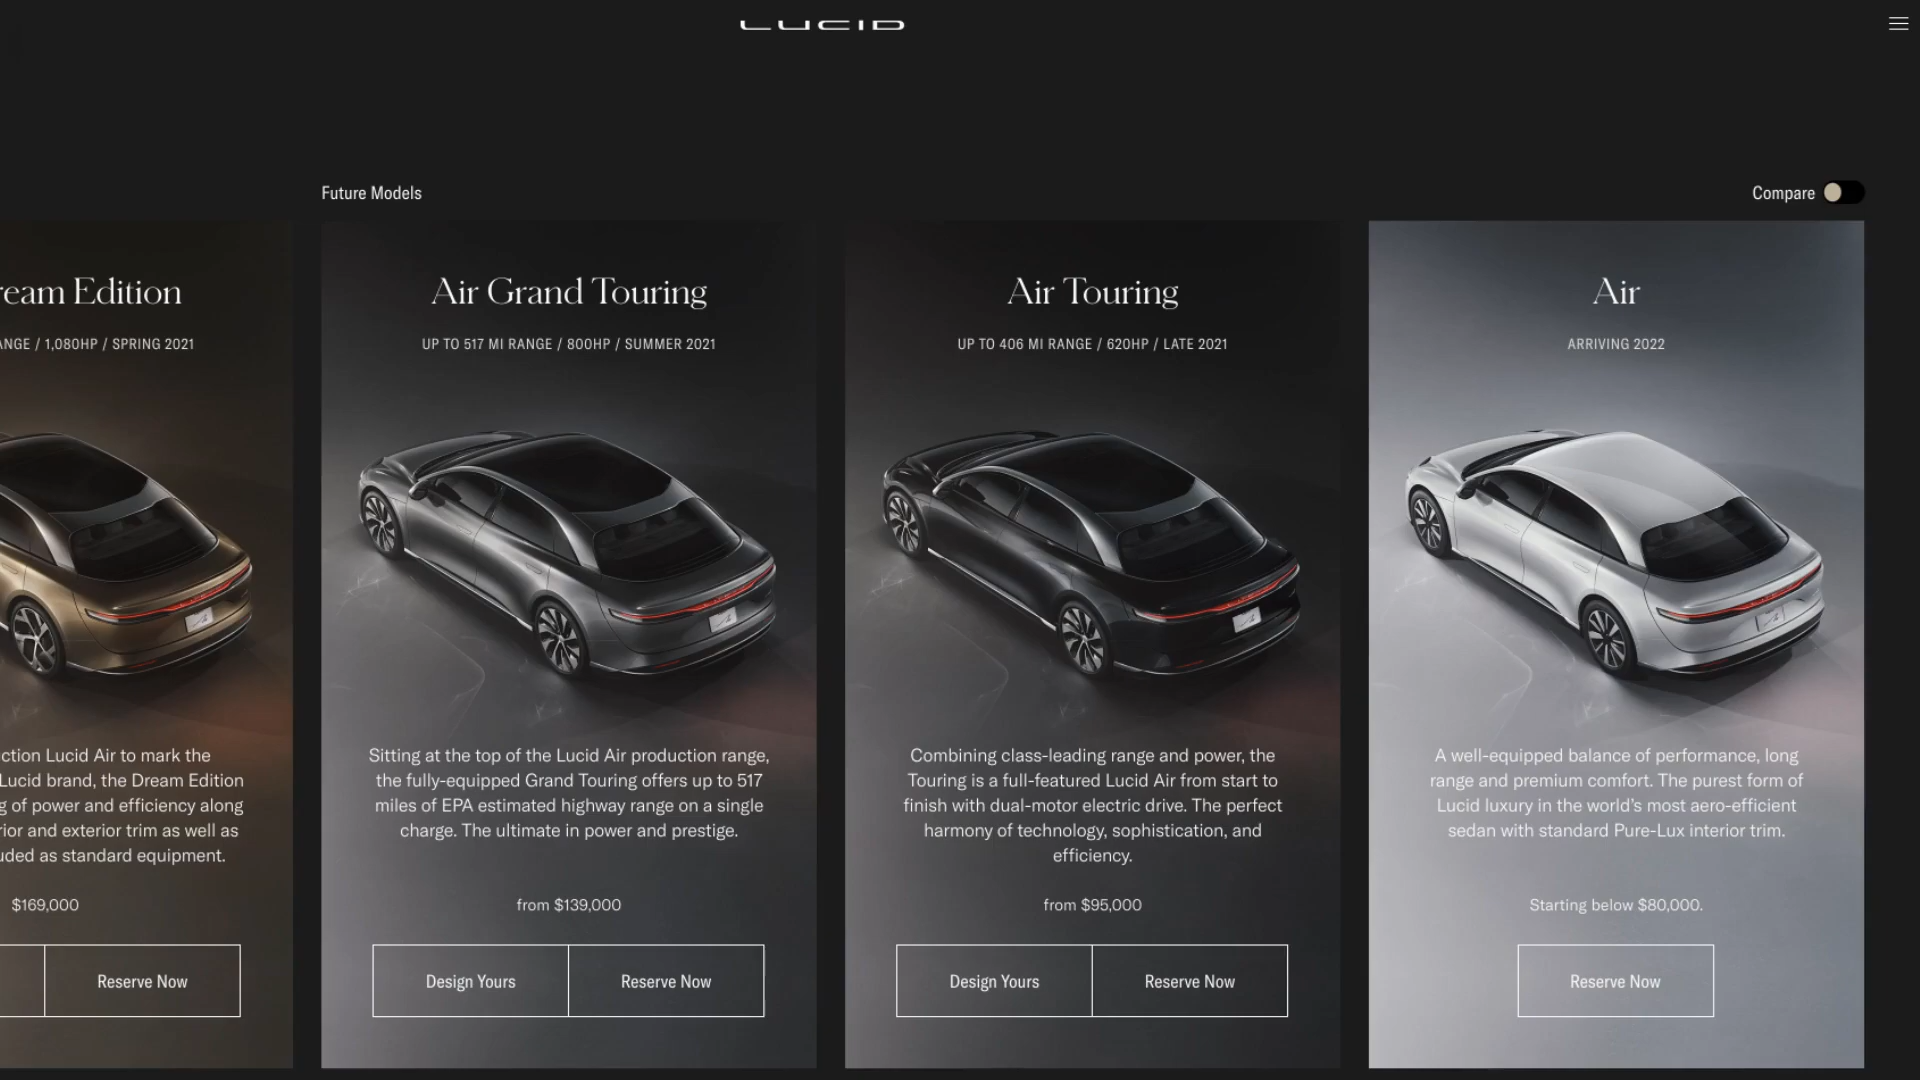 LUCID
Future Models
Compare
Dream Edition
RANGE / 1,080HP / SPRING 2021
Lucid Air to mark the
Lucid brand, the Dream Edition
of power and efficiency along
and exterior trim as well as
as standard equipment.
$169,000
Reserve Now
Air Grand Touring
UP TO 517 MI RANGE / 800HP / SUMMER 2021
Sitting at the top of the Lucid Air production range,
the fully-equipped Grand Touring offers up to 517
miles of EPA estimated highway range on a single
charge. The ultimate in power and prestige.
from $139,000
Design Yours
Reserve Now
Air Touring
UP TO 406 MI RANGE / 620HP / LATE 2021
Combining class-leading range and power, the
Touring is a full-featured Lucid Air from start to
finish with dual-motor electric drive. The perfect
harmony of technology, sophistication, and
efficiency.
from $95,000
Design Yours
Reserve Now
Air
ARRIVING 2022
A well-equipped balance of performance, long
range and premium comfort. The purest form of
Lucid luxury in the world's most aero-efficient
sedan with standard Pure-Lux interior trim.
Starting below $80,000.
Reserve Now